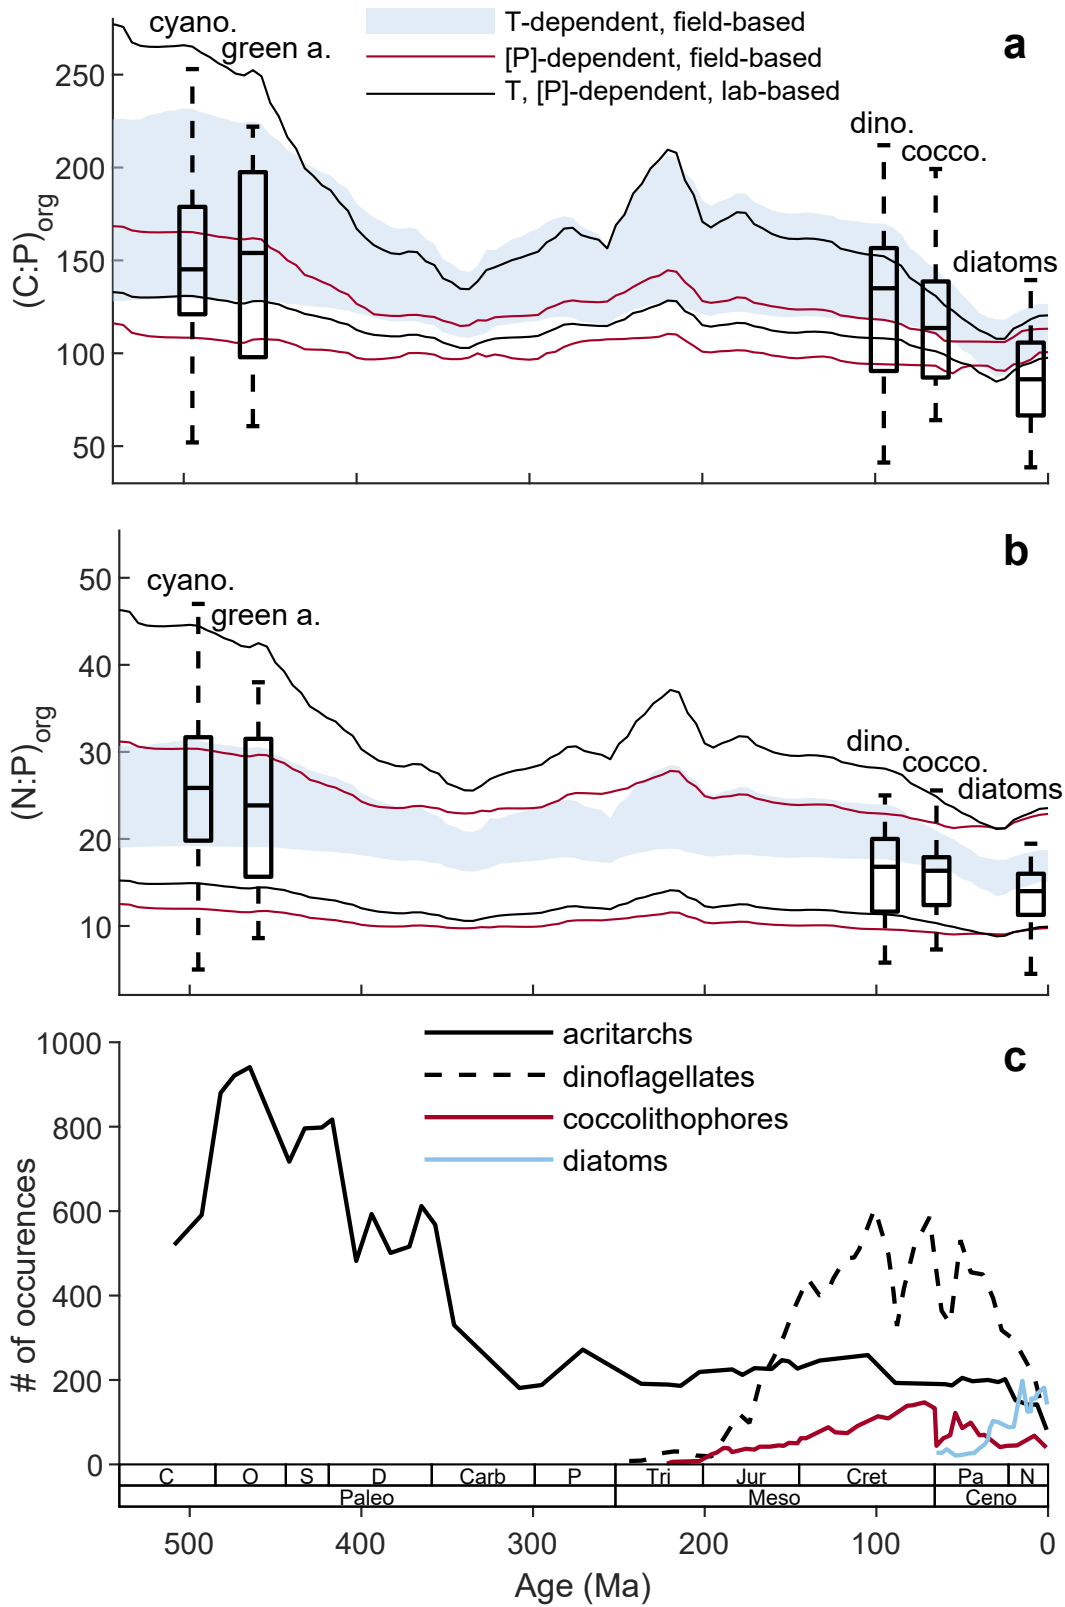 cyano.
green a.
T-dependent, field-based
[P]-dependent, field-based
T, [P]-dependent, lab-based
a
250
200
150
100
50
(C:P)org
dino.
cocco.
diatoms
b
50
40
30
20
10
(N:P)org
cyano.
green a.
dino.
cocco.
diatoms
c
acritarchs
dinoflagellates
coccolithophores
diatoms
1000
800
600
400
200
0
# of occurences
C O S D Carb P Tri Jur Cret Pa N
Paleo Meso Ceno
500 400 300 200 100 0
Age (Ma)